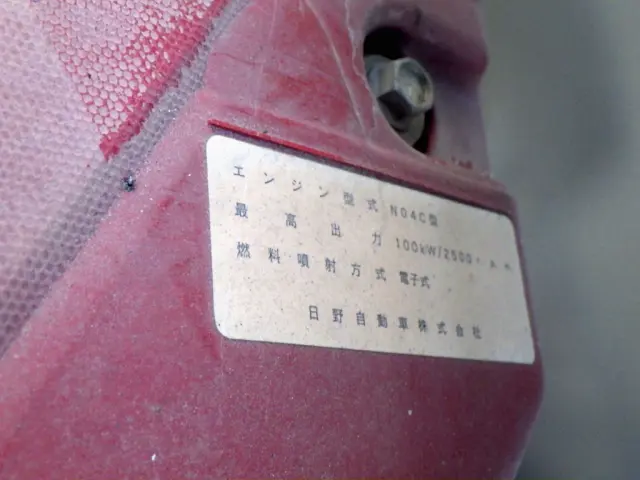 エンジン型式 N04C型
最高出力 100kW/2500r.p.m
燃料噴射方式 電子式
日野自動車株式会社